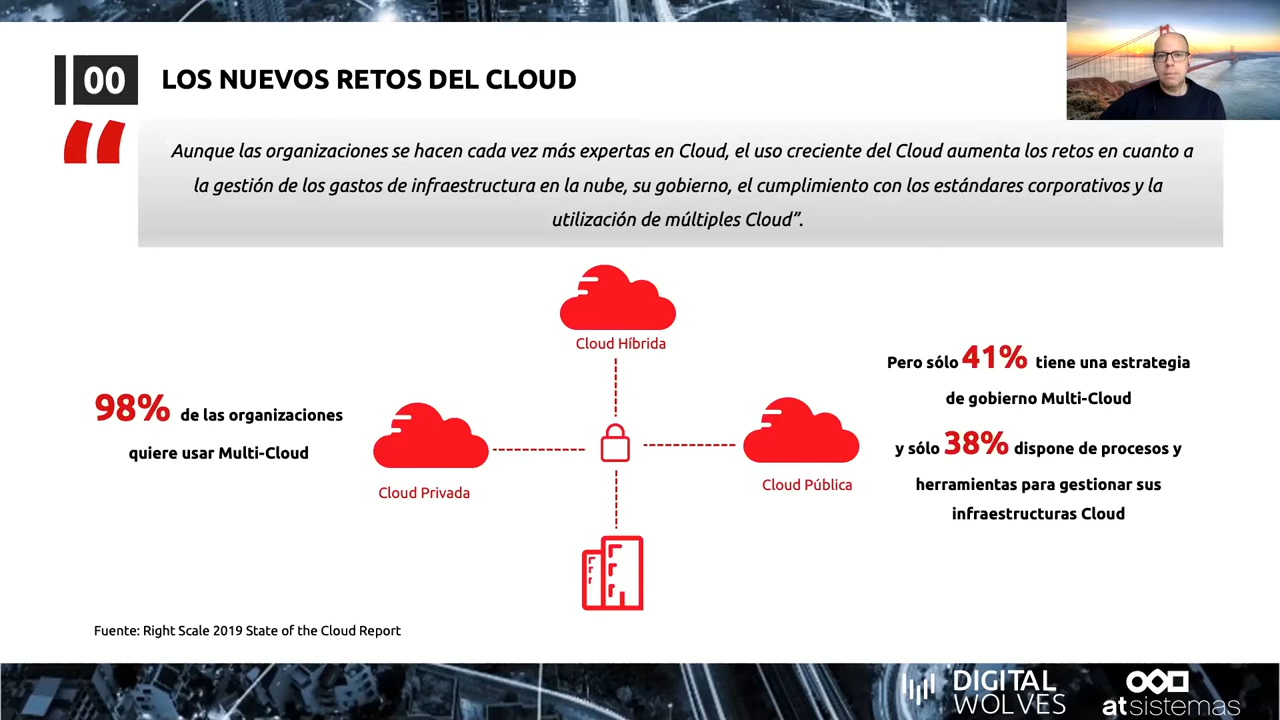 00
LOS NUEVOS RETOS DEL CLOUD
“
Aunque las organizaciones se hacen cada vez más expertas en Cloud, el uso creciente del Cloud aumenta los retos en cuanto a
la gestión de los gastos de infraestructura en la nube, su gobierno, el cumplimiento con los estándares corporativos y la
utilización de múltiples Cloud”.
Cloud Híbrida
98% de las organizaciones
quiere usar Multi-Cloud
Cloud Privada
Cloud Pública
Pero sólo 41% tiene una estrategia
de gobierno Multi-Cloud
y sólo 38% dispone de procesos y
herramientas para gestionar sus
infraestructuras Cloud
Fuente: Right Scale 2019 State of the Cloud Report
DIGITAL
WOLVES
atsistemas